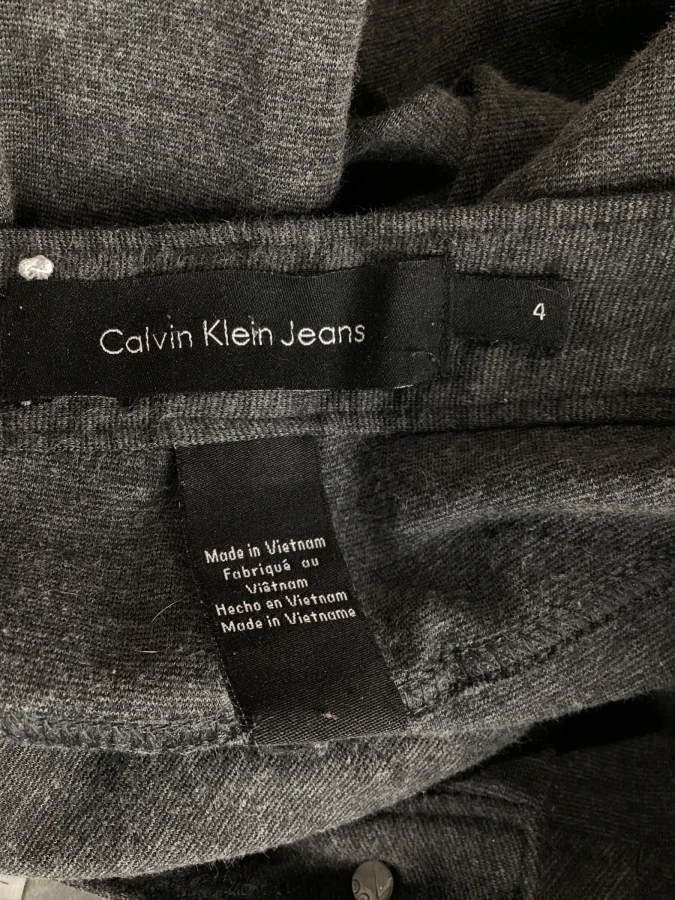 Calvin Klein Jeans
4
Made in Vietnam
Fabriqué au
Viêtnam
Hecho en Vietnam
Made in Vietname